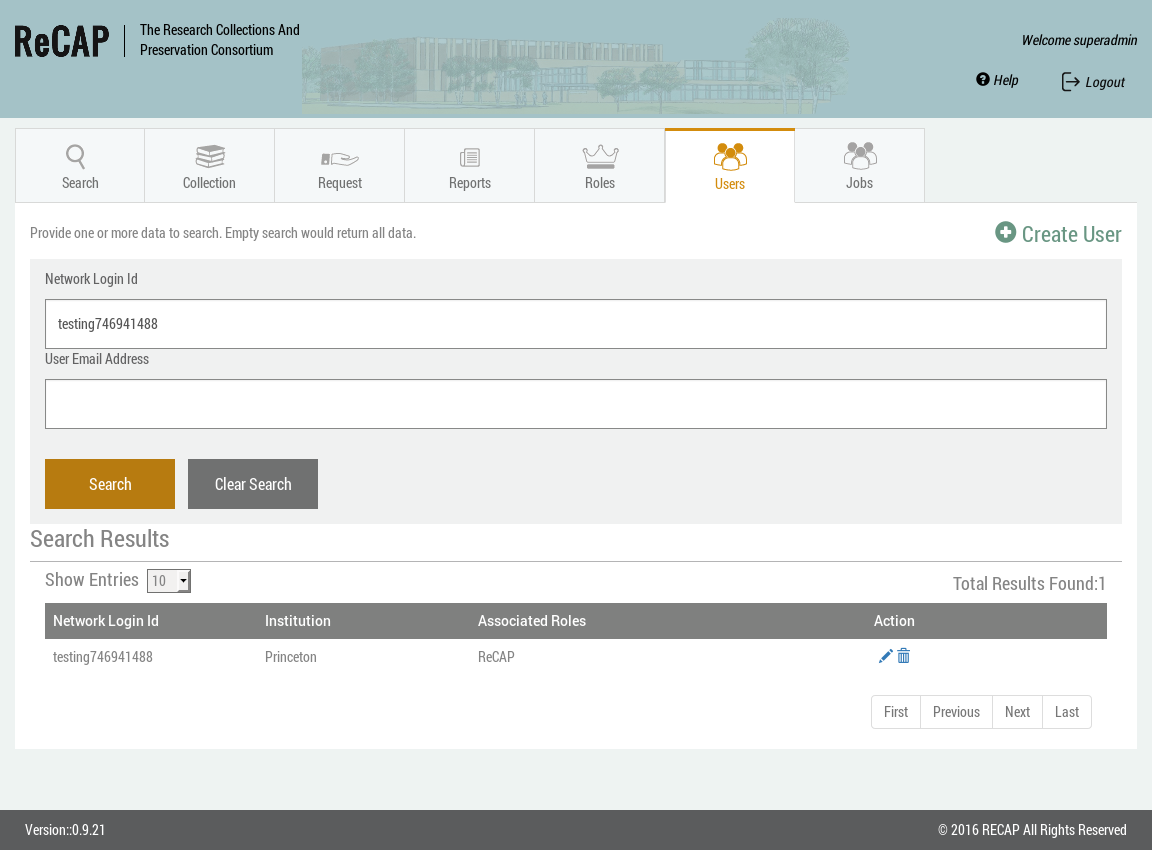 ReCAP
The Research Collections And
Preservation Consortium
Welcome superadmin
Help
Logout
Search
Collection
Request
Reports
Roles
Users
Jobs
Provide one or more data to search. Empty search would return all data.
Create User
Network Login Id
testing746941488
User Email Address
Search
Clear Search
Search Results
Show Entries 10
Total Results Found:1
Network Login Id Institution Associated Roles Action
testing746941488 Princeton ReCAP
First Previous Next Last
Version::0.9.21
© 2016 RECAP All Rights Reserved